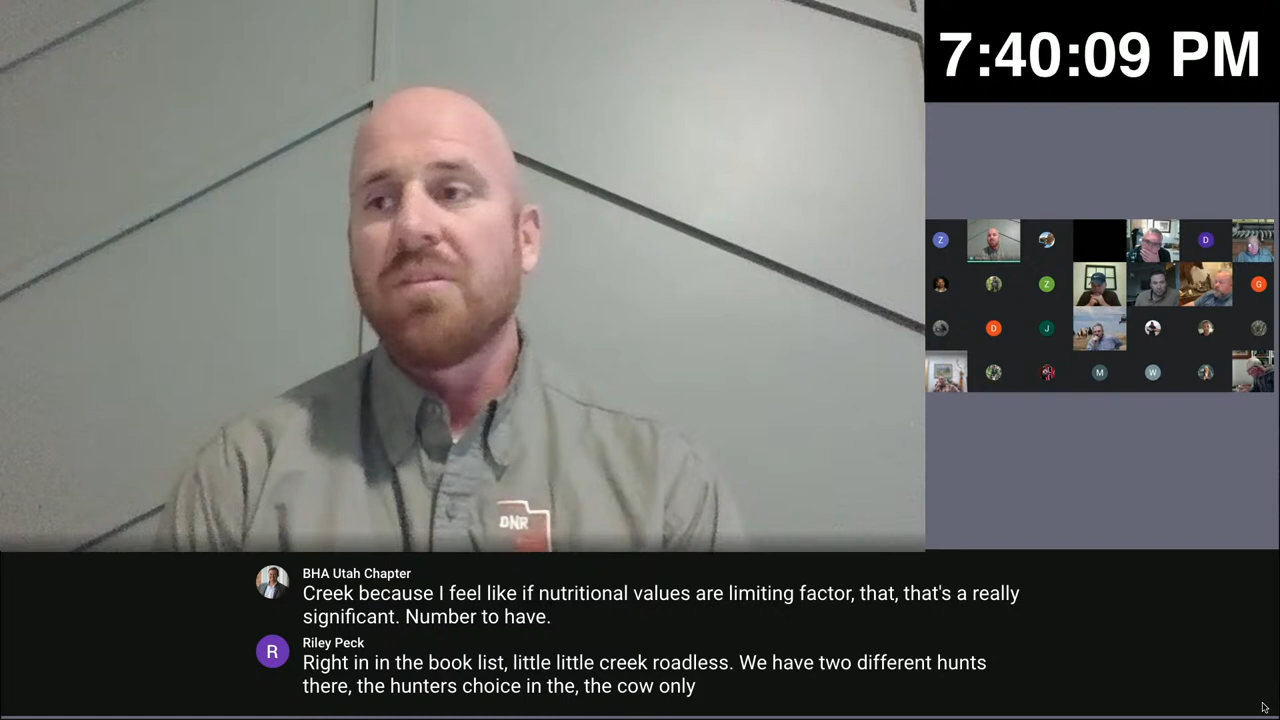 7:40:09 PM
Z
D
Z
G
D
J
M
W
DNR
BHA Utah Chapter
Creek because I feel like if nutritional values are limiting factor, that, that's a really
significant. Number to have.
R
Riley Peck
Right in in the book list, little little creek roadless. We have two different hunts
there, the hunters choice in the, the cow only